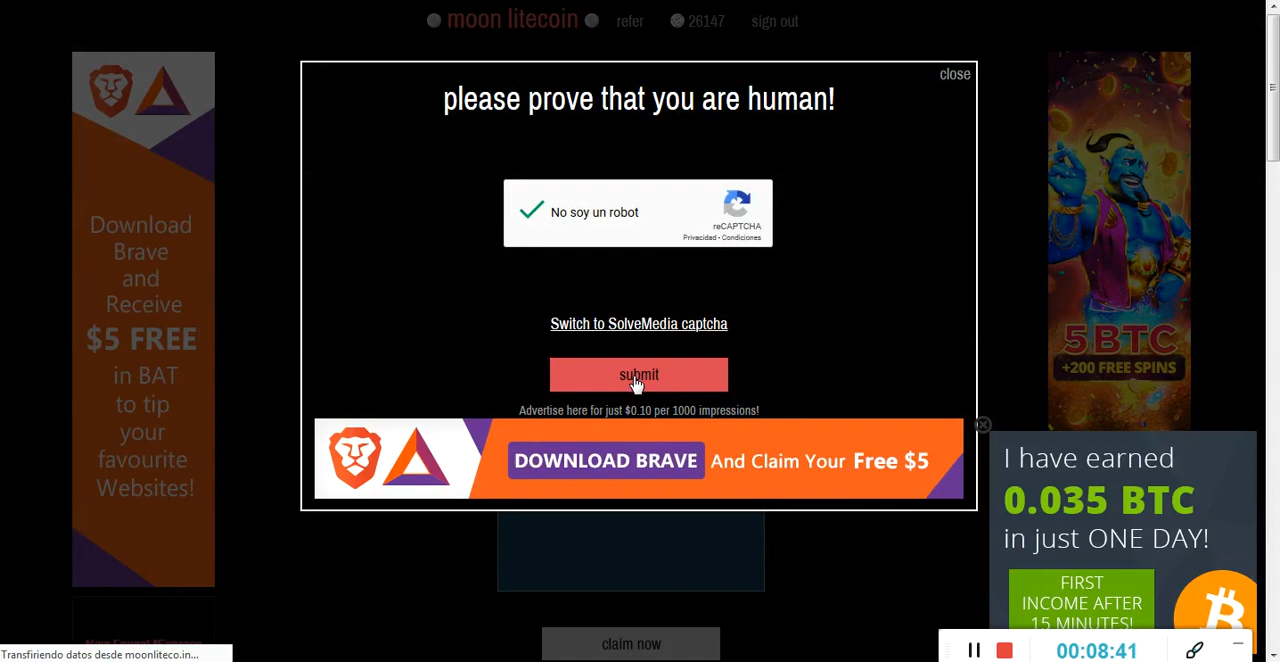 moon litecoin refer 26147 sign out
close
please prove that you are human!
No soy un robot
reCAPTCHA
Privacidad - Condiciones
Switch to SolveMedia captcha
submit
Advertise here for just $0.10 per 1000 impressions!
DOWNLOAD BRAVE And Claim Your Free $5
Download
Brave
and
Receive
$5 FREE
in BAT
to tip
your
favourite
Websites!
5 BTC
+200 FREE SPINS
I have earned
0.035 BTC
in just ONE DAY!
FIRST
INCOME AFTER
15 MINUTES!
claim now
Transfiriendo datos desde moonliteco.in...
00:08:41